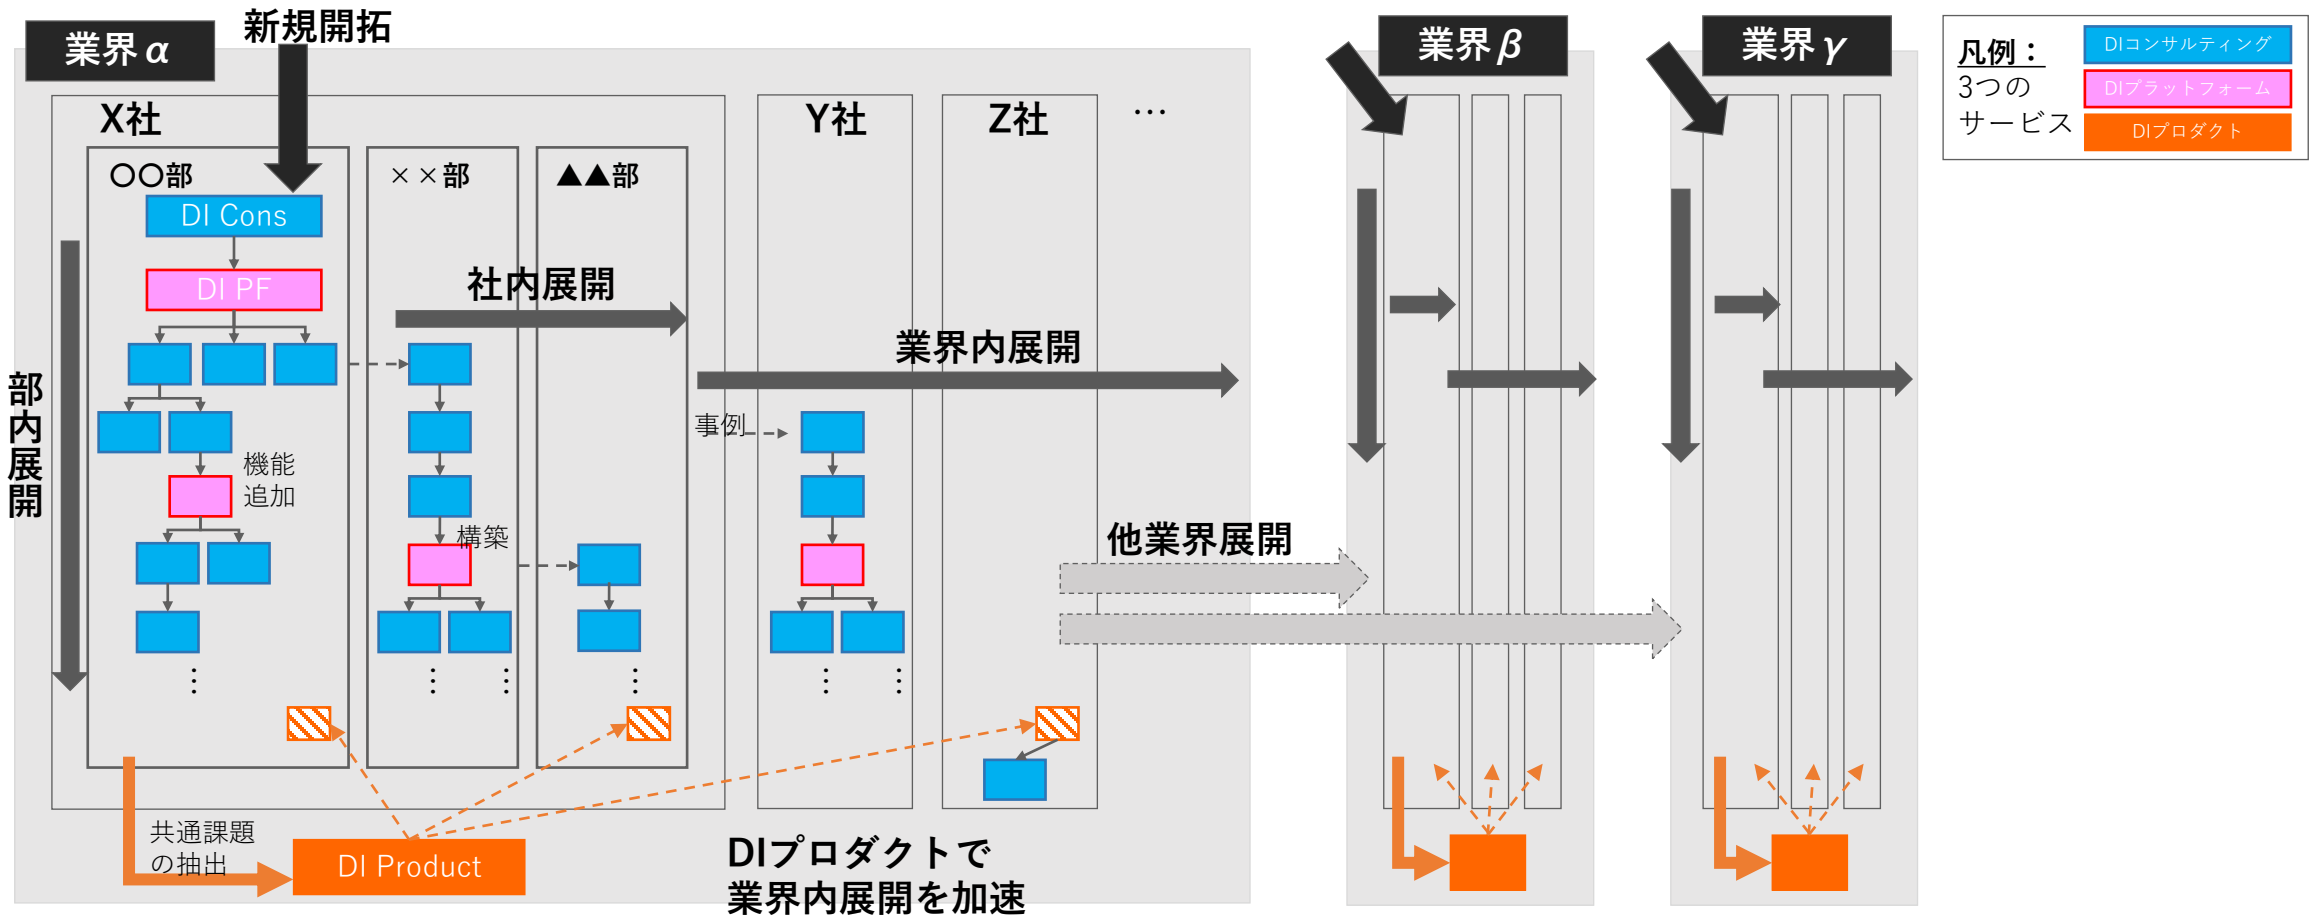 業界α
新規開拓
X社
〇〇部
DI Cons
DI PF
機能
追加
部内展開
××部
社内展開
構築
▲▲部
Y社
Z社
…
業界内展開
事例
他業界展開
共通課題
の抽出
DI Product
DIプロダクトで
業界内展開を加速
業界β
業界γ
凡例：
3つの
サービス
DIコンサルティング
DIプラットフォーム
DIプロダクト